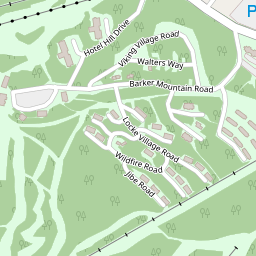 P
Hotel Hill Drive
Viking Village Road
Walters Way
Barker Mountain Road
Locke Village Road
Wildfire Road
Jibe Road